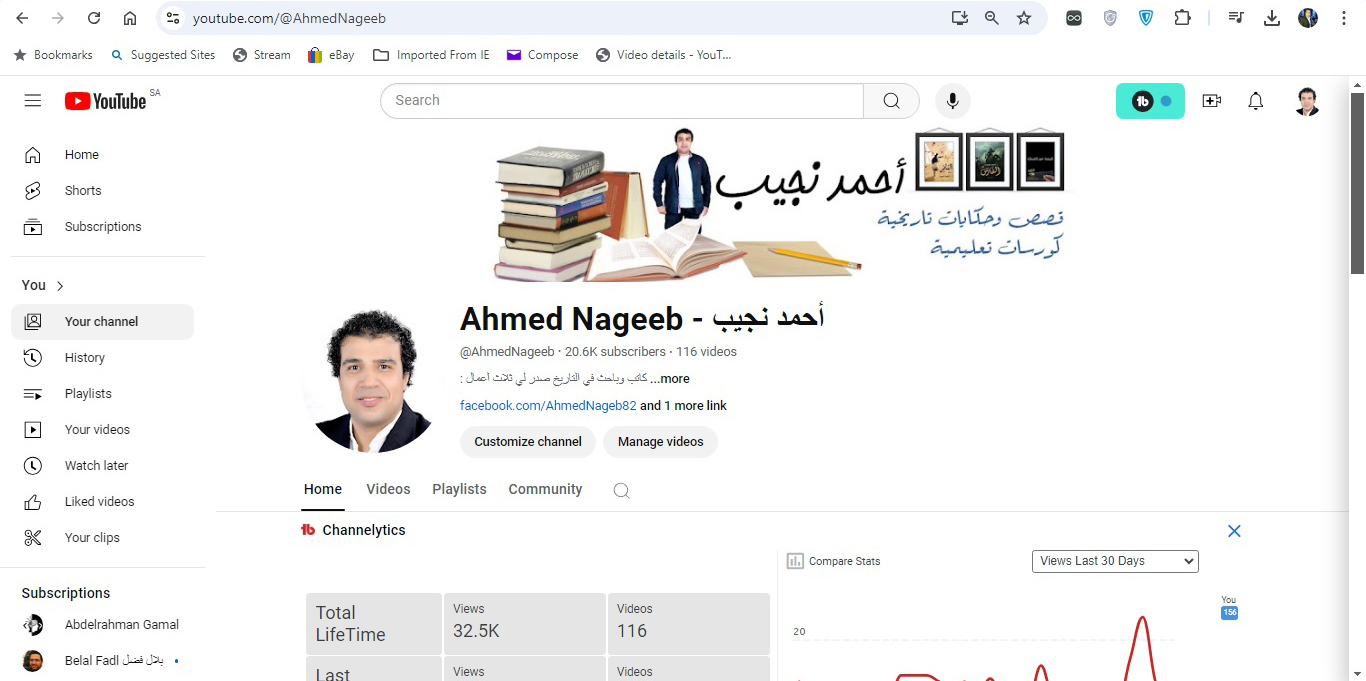 youtube.com/@AhmedNageeb
Bookmarks
Suggested Sites
Stream
eBay
Imported From IE
Compose
Video details - YouT...
YouTube SA
Search
Home
Shorts
Subscriptions
You
Your channel
History
Playlists
Your videos
Watch later
Liked videos
Your clips
Subscriptions
Abdelrahman Gamal
Belal Fadl بلال فضل
أحمد نجيب
قصص وحكايات تاريخية
كورسات تعليمية
Ahmed Nageeb - أحمد نجيب
@AhmedNageeb · 20.6K subscribers · 116 videos
كاتب وباحث في التاريخ صدر لي ثلاث أعمال : ...more
facebook.com/AhmedNageb82 and 1 more link
Customize channel
Manage videos
Home
Videos
Playlists
Community
Channelytics
Compare Stats
Views Last 30 Days
You
156
20
Total LifeTime
Views
32.5K
Videos
116
Last
Views
Videos